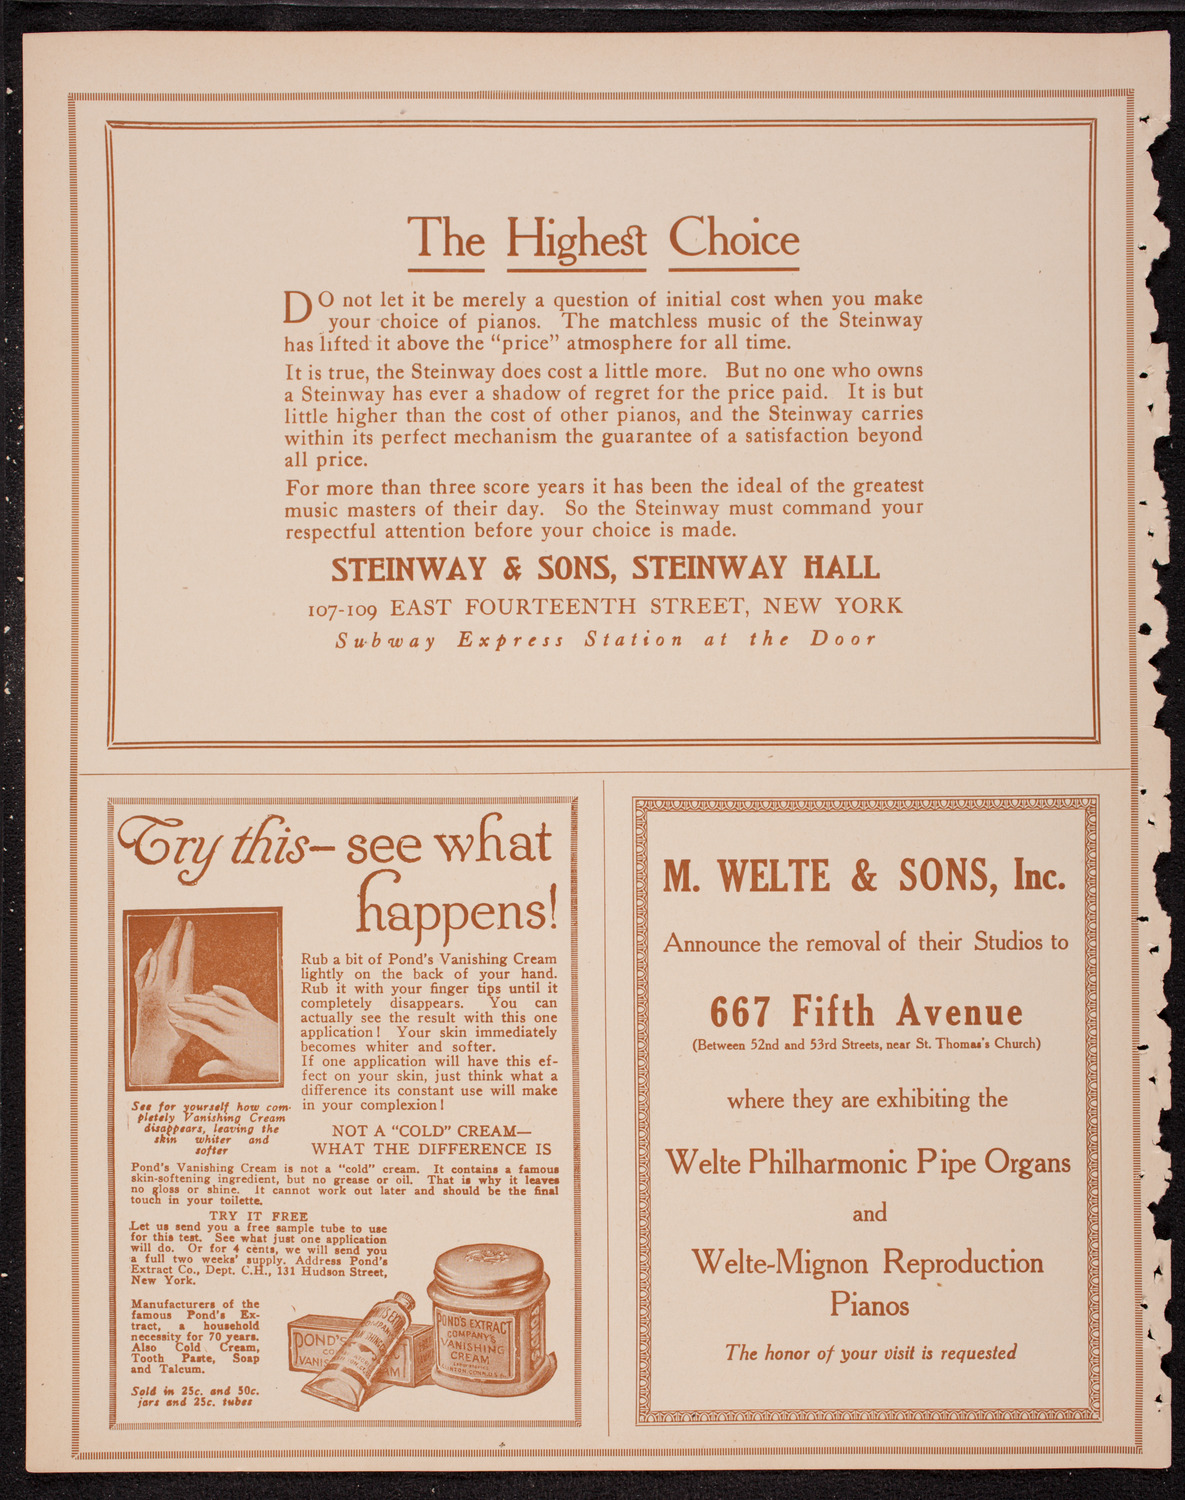 The Highest Choice
DO not let it be merely a question of initial cost when you make
your choice of pianos. The matchless music of the Steinway
has lifted it above the "price" atmosphere for all time.
It is true, the Steinway does cost a little more. But no one who owns
a Steinway has ever a shadow of regret for the price paid. It is but
little higher than the cost of other pianos, and the Steinway carries
within its perfect mechanism the guarantee of a satisfaction beyond
all price.
For more than three score years it has been the ideal of the greatest
music masters of their day. So the Steinway must command your
respectful attention before your choice is made.
STEINWAY & SONS, STEINWAY HALL
107-109 EAST FOURTEENTH STREET, NEW YORK
Subway Express Station at the Door
Try this—see what
happens!
Rub a bit of Pond's Vanishing Cream
lightly on the back of your hand.
Rub it with your finger tips until it
completely disappears. You can
actually see the result with this one
application! Your skin immediately
becomes whiter and softer.
If one application will have this ef-
fect on your skin, just think what a
difference its constant use will make
in your complexion!
See for yourself how com-
pletely Vanishing Cream
disappears, leaving the
skin whiter and
softer
NOT A "COLD" CREAM—
WHAT THE DIFFERENCE IS
Pond's Vanishing Cream is not a "cold" cream. It contains a famous
skin-softening ingredient, but no grease or oil. That is why it leaves
no gloss or shine. It cannot work out later and should be the final
touch in your toilette.
TRY IT FREE
Let us send you a free sample tube to use
for this test. See what just one application
will do. Or for 4 cents, we will send you
a full two weeks' supply. Address Pond's
Extract Co., Dept. C.H., 131 Hudson Street,
New York.
Manufacturers of the
famous Pond's Ex-
tract, a household
necessity for 70 years.
Also Cold Cream,
Tooth Paste, Soap
and Talcum.
Sold in 25c. and 50c.
jars and 25c. tubes
POND'S
VANIS
AM
POND'S EXTRACT
COMPANY'S
VANISHING
CREAM
M. WELTE & SONS, Inc.
Announce the removal of their Studios to
667 Fifth Avenue
(Between 52nd and 53rd Streets, near St. Thomas's Church)
where they are exhibiting the
Welte Philharmonic Pipe Organs
and
Welte-Mignon Reproduction
Pianos
The honor of your visit is requested